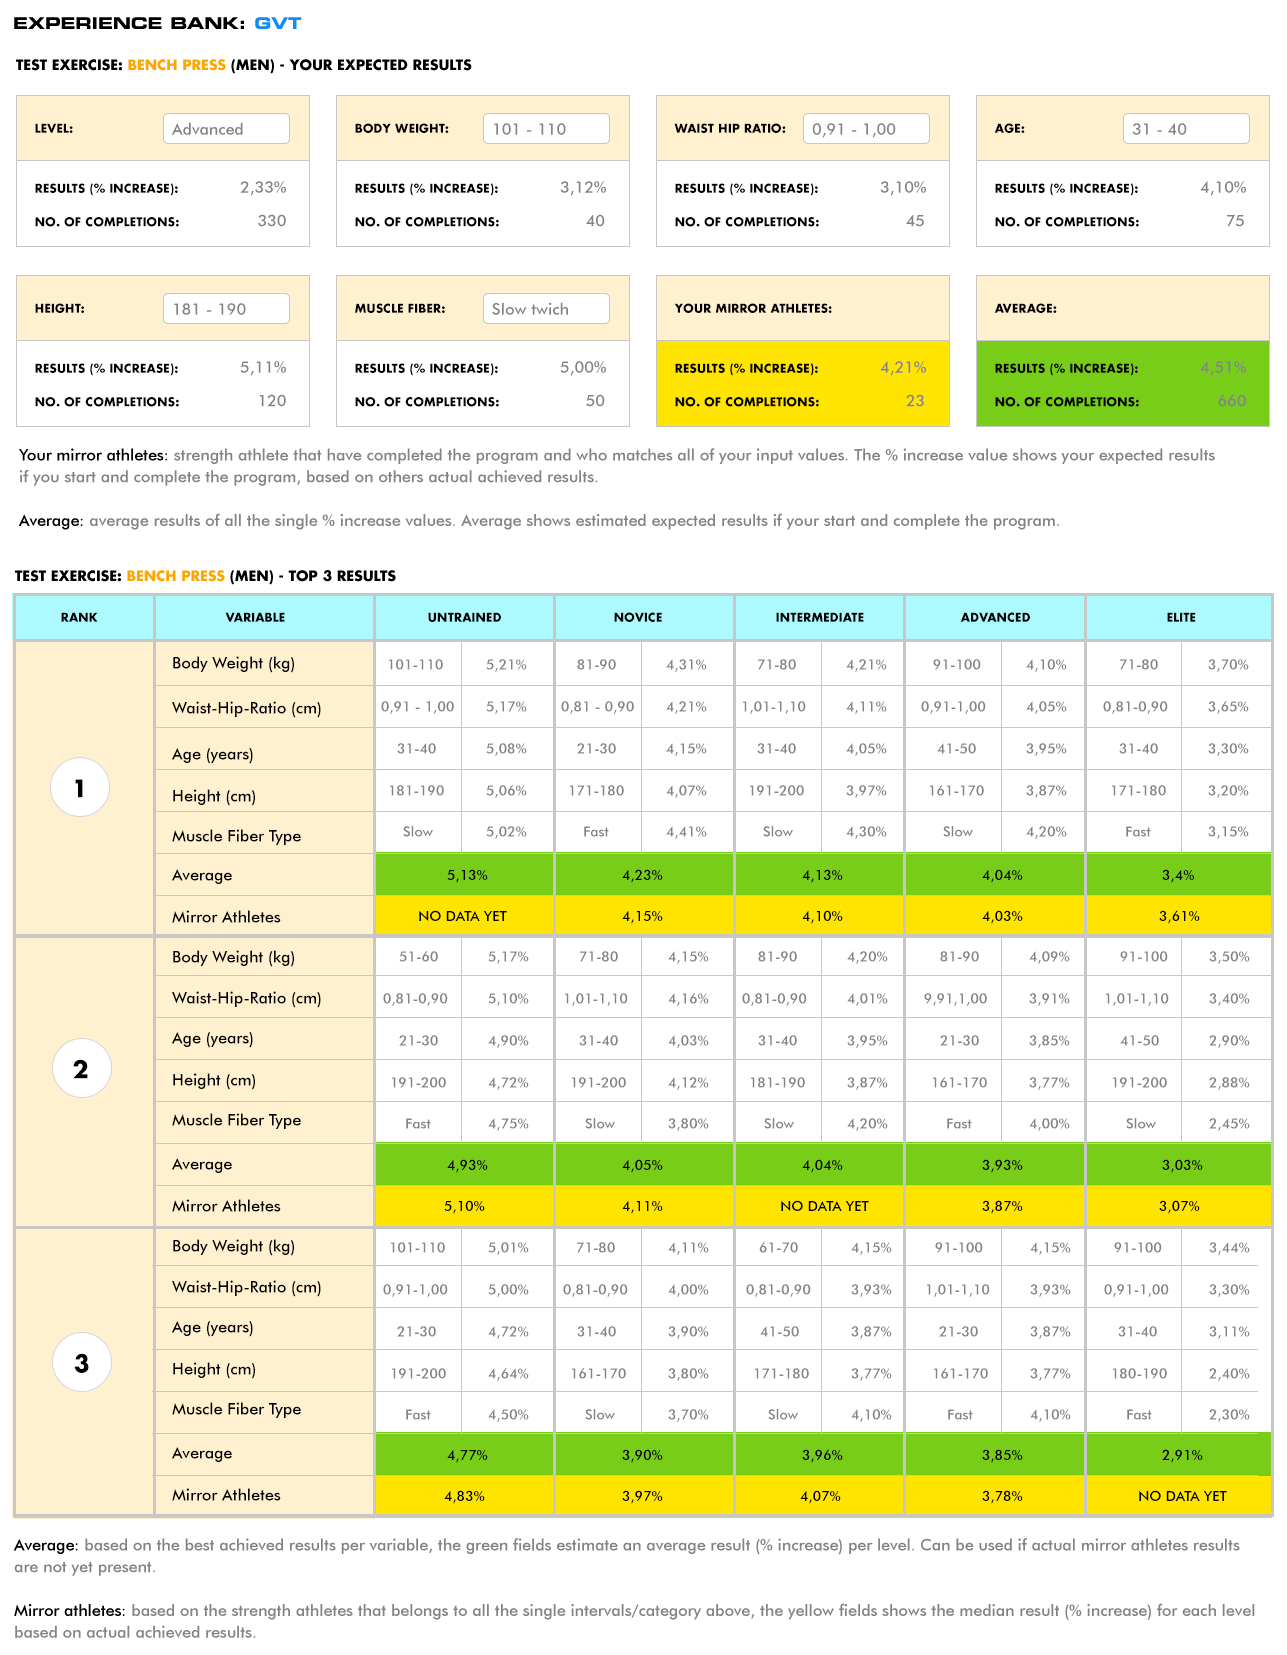 EXPERIENCE BANK: GVT
TEST EXERCISE: BENCH PRESS (MEN) - YOUR EXPECTED RESULTS
LEVEL: Advanced BODY WEIGHT: 101 - 110 WAIST HIP RATIO: 0,91 - 1,00 AGE: 31 - 40
RESULTS (% INCREASE): 2,33% RESULTS (% INCREASE): 3,12% RESULTS (% INCREASE): 3,10% RESULTS (% INCREASE): 4,10%
NO. OF COMPLETIONS: 330 NO. OF COMPLETIONS: 40 NO. OF COMPLETIONS: 45 NO. OF COMPLETIONS: 75
HEIGHT: 181 - 190 MUSCLE FIBER: Slow twich YOUR MIRROR ATHLETES: AVERAGE:
RESULTS (% INCREASE): 5,11% RESULTS (% INCREASE): 5,00% RESULTS (% INCREASE): 4,21% RESULTS (% INCREASE): 4,51%
NO. OF COMPLETIONS: 120 NO. OF COMPLETIONS: 50 NO. OF COMPLETIONS: 23 NO. OF COMPLETIONS: 660
Your mirror athletes: strength athlete that have completed the program and who matches all of your input values. The % increase value shows your expected results
if you start and complete the program, based on others actual achieved results.
Average: average results of all the single % increase values. Average shows estimated expected results if your start and complete the program.
TEST EXERCISE: BENCH PRESS (MEN) - TOP 3 RESULTS
RANK VARIABLE UNTRAINED NOVICE INTERMEDIATE ADVANCED ELITE
Body Weight (kg) 101-110 5,21% 81-90 4,31% 71-80 4,21% 91-100 4,10% 71-80 3,70%
Waist-Hip-Ratio (cm) 0,91 - 1,00 5,17% 0,81 - 0,90 4,21% 1,01-1,10 4,11% 0,91-1,00 4,05% 0,81-0,90 3,65%
Age (years) 31-40 5,08% 21-30 4,15% 31-40 4,05% 41-50 3,95% 31-40 3,30%
1 Height (cm) 181-190 5,06% 171-180 4,07% 191-200 3,97% 161-170 3,87% 171-180 3,20%
Muscle Fiber Type Slow 5,02% Fast 4,41% Slow 4,30% Slow 4,20% Fast 3,15%
Average 5,13% 4,23% 4,13% 4,04% 3,4%
Mirror Athletes NO DATA YET 4,15% 4,10% 4,03% 3,61%
Body Weight (kg) 51-60 5,17% 71-80 4,15% 81-90 4,20% 81-90 4,09% 91-100 3,50%
Waist-Hip-Ratio (cm) 0,81-0,90 5,10% 1,01-1,10 4,16% 0,81-0,90 4,01% 9,91,1,00 3,91% 1,01-1,10 3,40%
Age (years) 21-30 4,90% 31-40 4,03% 31-40 3,95% 21-30 3,85% 41-50 2,90%
2 Height (cm) 191-200 4,72% 191-200 4,12% 181-190 3,87% 161-170 3,77% 191-200 2,88%
Muscle Fiber Type Fast 4,75% Slow 3,80% Slow 4,20% Fast 4,00% Slow 2,45%
Average 4,93% 4,05% 4,04% 3,93% 3,03%
Mirror Athletes 5,10% 4,11% NO DATA YET 3,87% 3,07%
Body Weight (kg) 101-110 5,01% 71-80 4,11% 61-70 4,15% 91-100 4,15% 91-100 3,44%
Waist-Hip-Ratio (cm) 0,91-1,00 5,00% 0,81-0,90 4,00% 0,81-0,90 3,93% 1,01-1,10 3,93% 0,91-1,00 3,30%
Age (years) 21-30 4,72% 31-40 3,90% 41-50 3,87% 21-30 3,87% 31-40 3,11%
3 Height (cm) 191-200 4,64% 161-170 3,80% 171-180 3,77% 161-170 3,77% 180-190 2,40%
Muscle Fiber Type Fast 4,50% Slow 3,70% Slow 4,10% Fast 4,10% Fast 2,30%
Average 4,77% 3,90% 3,96% 3,85% 2,91%
Mirror Athletes 4,83% 3,97% 4,07% 3,78% NO DATA YET
Average: based on the best achieved results per variable, the green fields estimate an average result (% increase) per level. Can be used if actual mirror athletes results
are not yet present.
Mirror athletes: based on the strength athletes that belongs to all the single intervals/category above, the yellow fields shows the median result (% increase) for each level
based on actual achieved results.